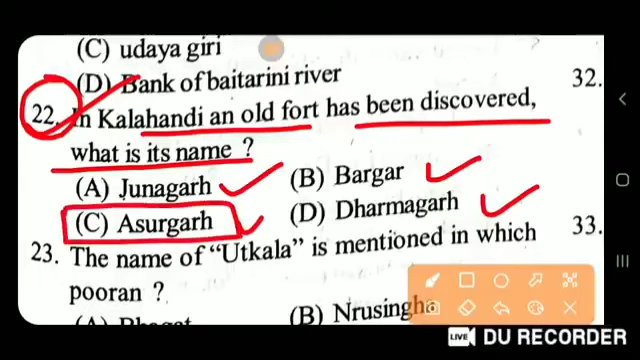 (C) udaya giri
(D) Bank of baitarini river
32.
22. In Kalahandi an old fort has been discovered,
what is its name ?
(A) Junagarh
(B) Bargar
(C) Asurgarh
(D) Dharmagarh
33.
23. The name of "Utkala" is mentioned in which
pooran ?
(B) Nrusingha
LIVE DU RECORDER